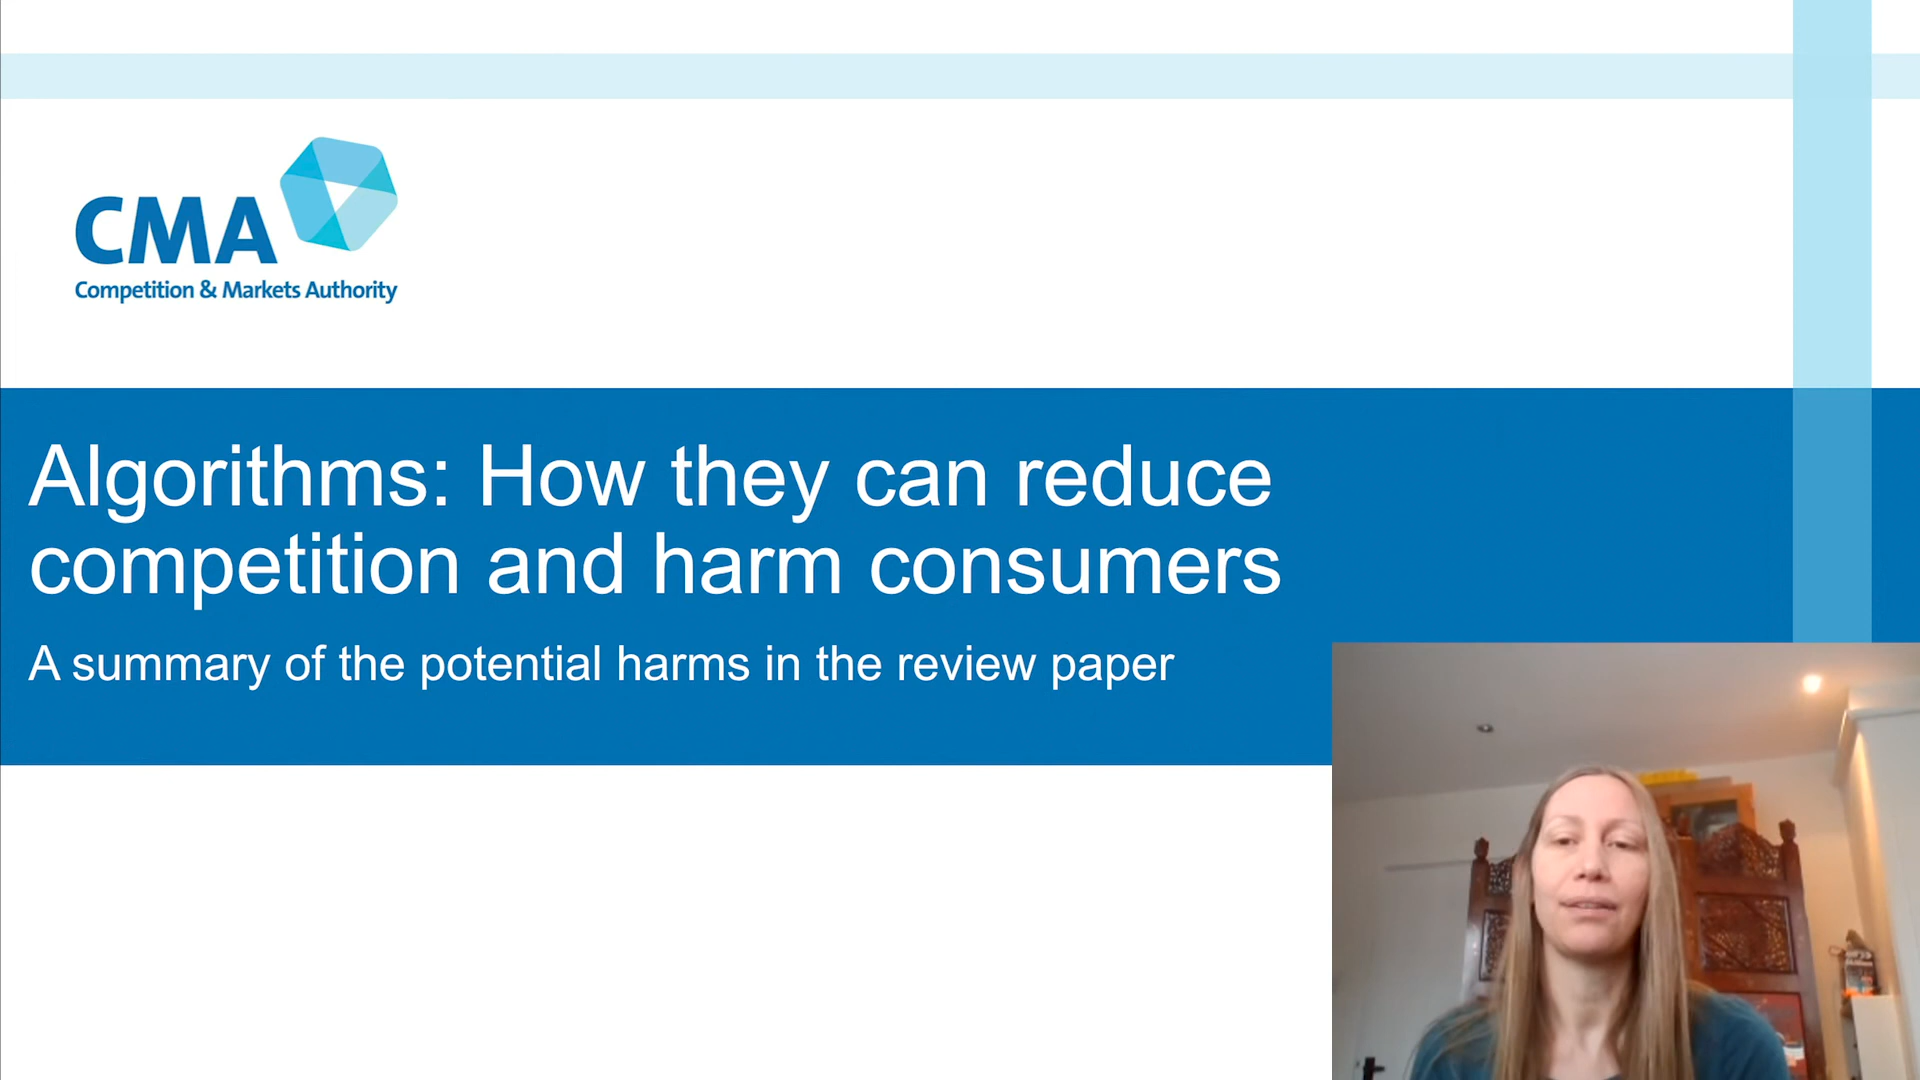 CMA
Competition & Markets Authority
Algorithms: How they can reduce
competition and harm consumers
A summary of the potential harms in the review paper